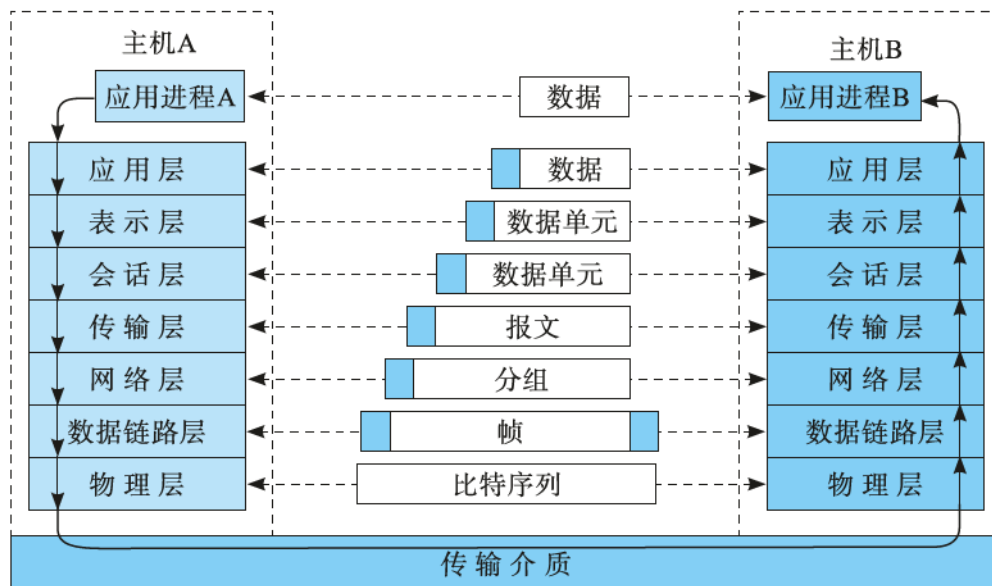 主机A
主机B
应用进程A
数据
应用进程B
应用层
数据
应用层
表示层
数据单元
表示层
会话层
数据单元
会话层
传输层
报文
传输层
网络层
分组
网络层
数据链路层
帧
数据链路层
物理层
比特序列
物理层
传输介质